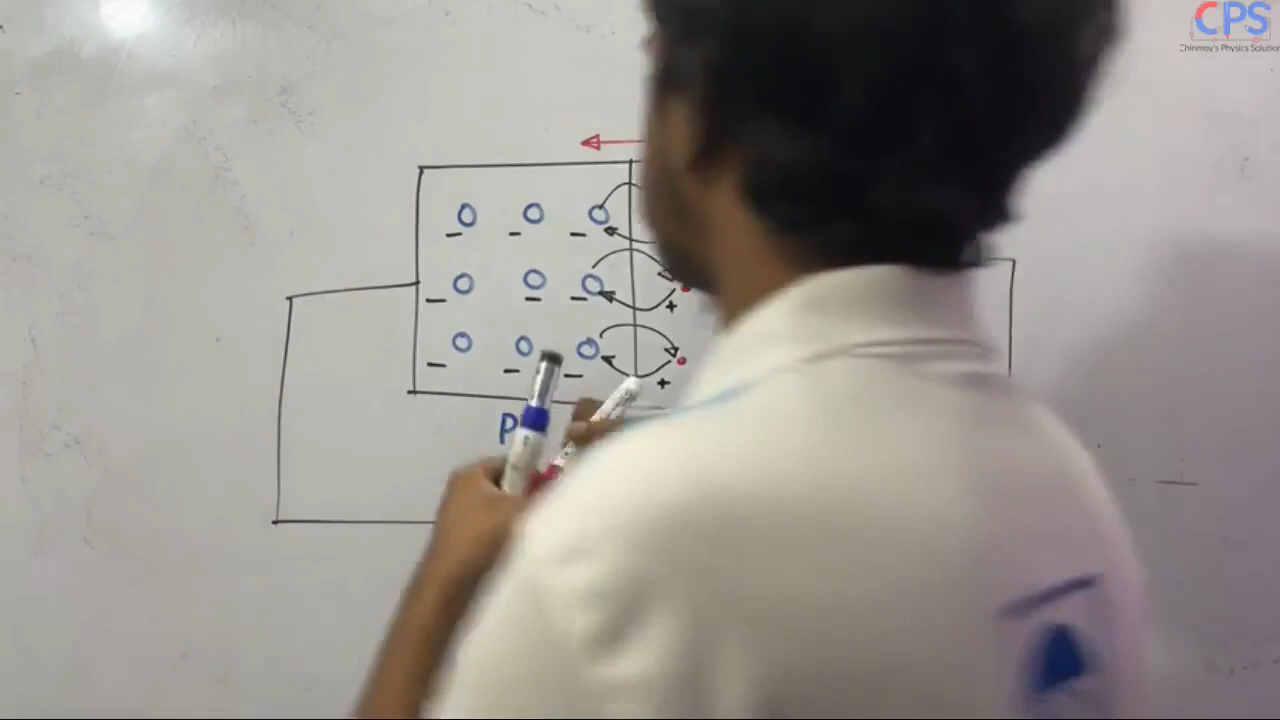 CPS
Chinmoy's Physics Solution
- - -
- - - +
- - - +
P